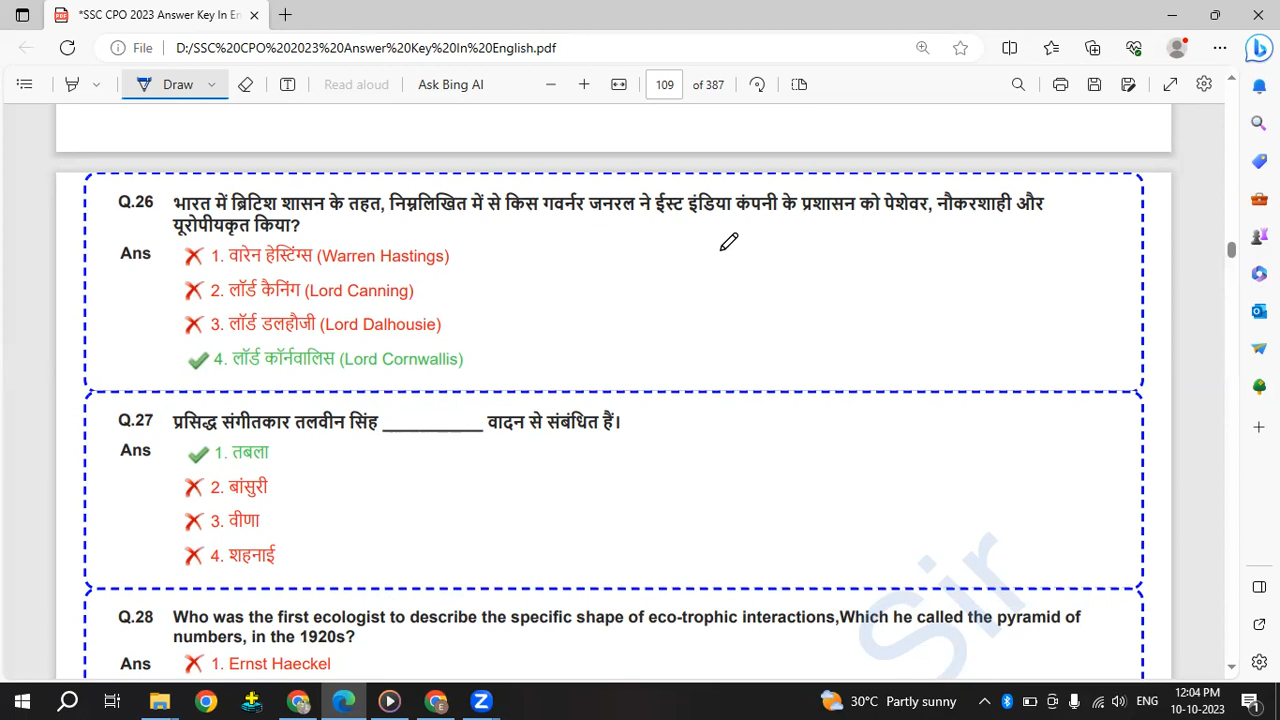 *SSC CPO 2023 Answer Key In En
File D:/SSC%20CPO%202023%20Answer%20Key%20In%20English.pdf
Draw Read aloud Ask Bing AI 109 of 387
Q.26 भारत में ब्रिटिश शासन के तहत, निम्नलिखित में से किस गवर्नर जनरल ने ईस्ट इंडिया कंपनी के प्रशासन को पेशेवर, नौकरशाही और
यूरोपीयकृत किया?
Ans 1. वारेन हेस्टिंग्स (Warren Hastings)
2. लॉर्ड कैनिंग (Lord Canning)
3. लॉर्ड डलहौजी (Lord Dalhousie)
4. लॉर्ड कॉर्नवालिस (Lord Cornwallis)
Q.27 प्रसिद्ध संगीतकार तलवीन सिंह __________ वादन से संबंधित हैं।
Ans 1. तबला
2. बांसुरी
3. वीणा
4. शहनाई
Sir
Q.28 Who was the first ecologist to describe the specific shape of eco-trophic interactions,Which he called the pyramid of
numbers, in the 1920s?
Ans 1. Ernst Haeckel
30°C Partly sunny ENG 12:04 PM
10-10-2023